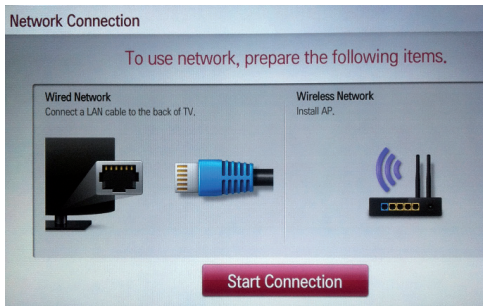 Network Connection
To use network, prepare the following items.
Wired Network
Connect a LAN cable to the back of TV.
Wireless Network
Install AP.
Start Connection